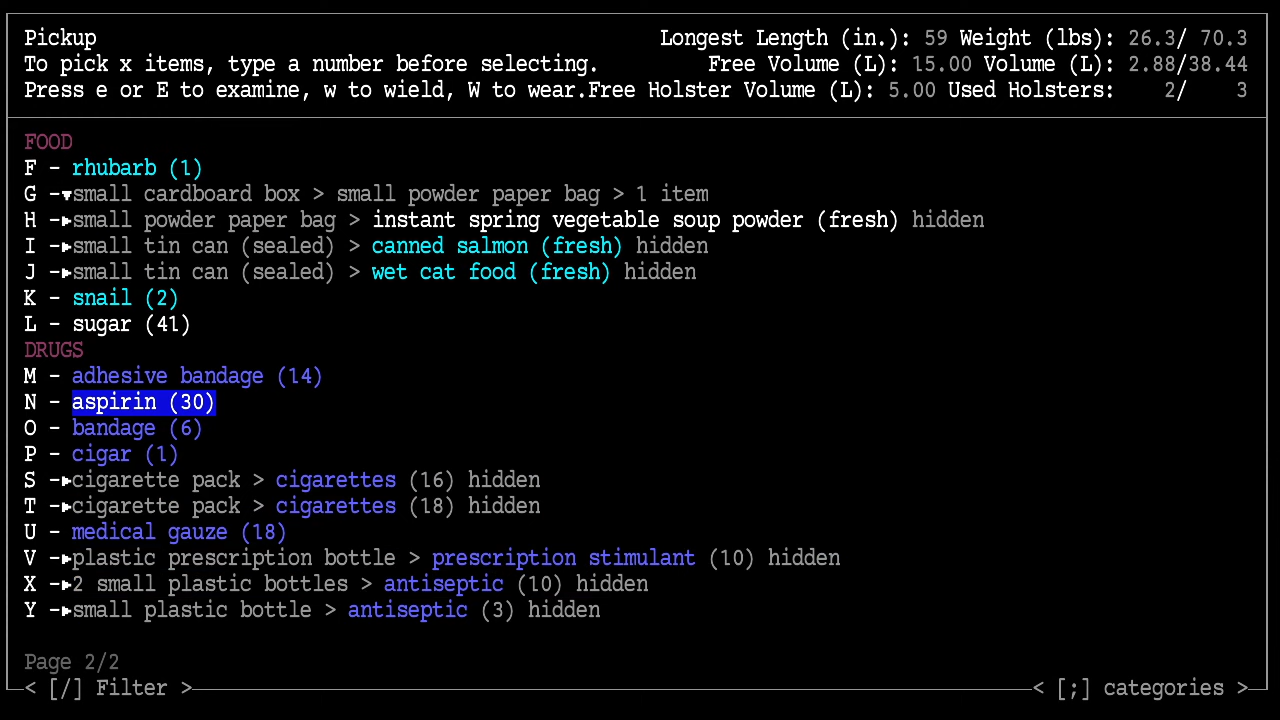 Pickup Longest Length (in.): 59 Weight (lbs): 26.3/ 70.3
To pick x items, type a number before selecting. Free Volume (L): 15.00 Volume (L): 2.88/38.44
Press e or E to examine, w to wield, W to wear.Free Holster Volume (L): 5.00 Used Holsters: 2/ 3
FOOD
F - rhubarb (1)
G -▾small cardboard box > small powder paper bag > 1 item
H -▸small powder paper bag > instant spring vegetable soup powder (fresh) hidden
I -▸small tin can (sealed) > canned salmon (fresh) hidden
J -▸small tin can (sealed) > wet cat food (fresh) hidden
K - snail (2)
L - sugar (41)
DRUGS
M - adhesive bandage (14)
N - aspirin (30)
O - bandage (6)
P - cigar (1)
S -▸cigarette pack > cigarettes (16) hidden
T -▸cigarette pack > cigarettes (18) hidden
U - medical gauze (18)
V -▸plastic prescription bottle > prescription stimulant (10) hidden
X -▸2 small plastic bottles > antiseptic (10) hidden
Y -▸small plastic bottle > antiseptic (3) hidden
Page 2/2
< [/] Filter > < [;] categories >